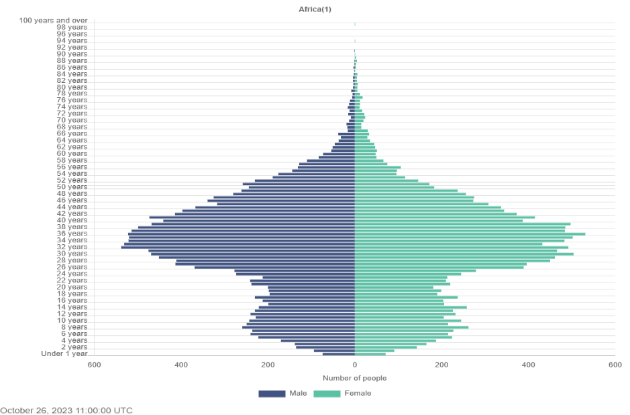 Africa(1)
100 years and over
98 years
96 years
94 years
92 years
90 years
88 years
86 years
84 years
82 years
80 years
78 years
76 years
74 years
72 years
70 years
68 years
66 years
64 years
62 years
60 years
58 years
56 years
54 years
52 years
50 years
48 years
46 years
44 years
42 years
40 years
38 years
36 years
34 years
32 years
30 years
28 years
26 years
24 years
22 years
20 years
18 years
16 years
14 years
12 years
10 years
8 years
6 years
4 years
2 years
Under 1 year
600 400 200 0 200 400 600
Number of people
Male Female
October 26, 2023 11:00:00 UTC